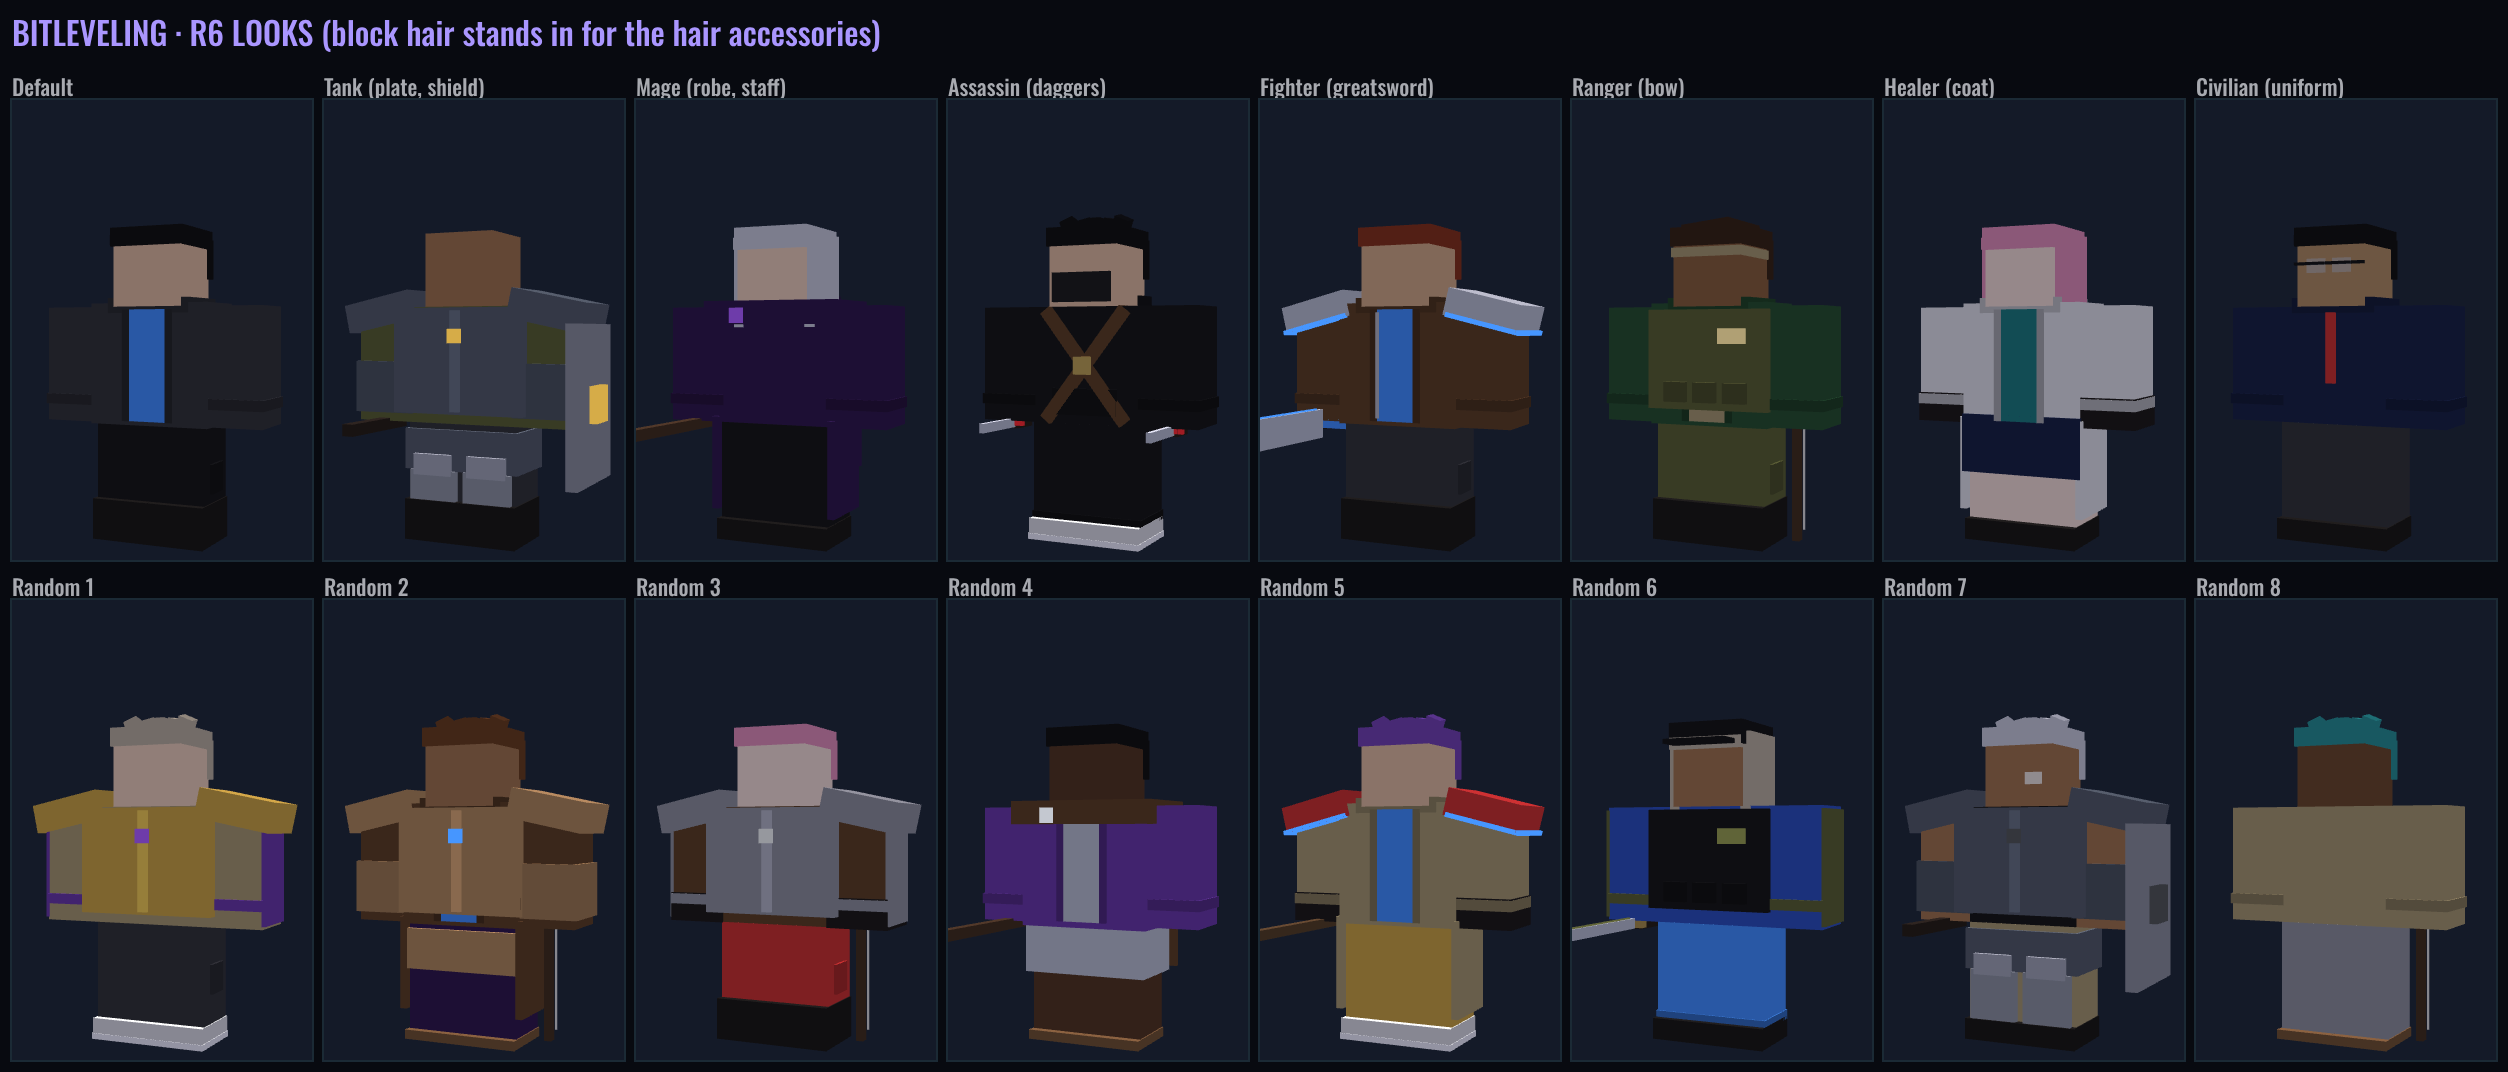 BITLEVELING · R6 LOOKS (block hair stands in for the hair accessories)
Default
Tank (plate, shield)
Mage (robe, staff)
Assassin (daggers)
Fighter (greatsword)
Ranger (bow)
Healer (coat)
Civilian (uniform)
Random 1
Random 2
Random 3
Random 4
Random 5
Random 6
Random 7
Random 8